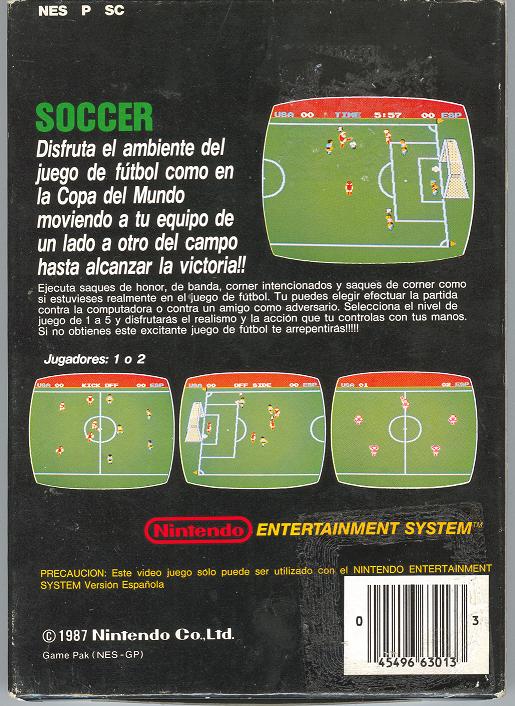 NES P SC
SOCCER
Disfruta el ambiente del
juego de fútbol como en
la Copa del Mundo
moviendo a tu equipo de
un lado a otro del campo
hasta alcanzar la victoria!!
USA 00 TIME 5:57 00 ESP
Ejecuta saques de honor, de banda, corner intencionados y saques de corner como
si estuvieses realmente en el juego de fútbol. Tu puedes elegir efectuar la partida
contra la computadora o contra un amigo como adversario. Selecciona el nivel de
juego de 1 a 5 y disfrutarás el realismo y la acción que tu controlas con tus manos.
Si no obtienes este excitante juego de fútbol te arrepentirás!!!!!
Jugadores: 1 o 2
USA 00 KICK OFF 00 ESP
USA 00 OFF SIDE 00 ESP
USA 01 02 ESP
Nintendo ENTERTAINMENT SYSTEM™
PRECAUCION: Este video juego sólo puede ser utilizado con el NINTENDO ENTERTAINMENT
SYSTEM Versión Española
© 1987 Nintendo Co., Ltd.
Game Pak (NES-GP)
0 45496 63013 3